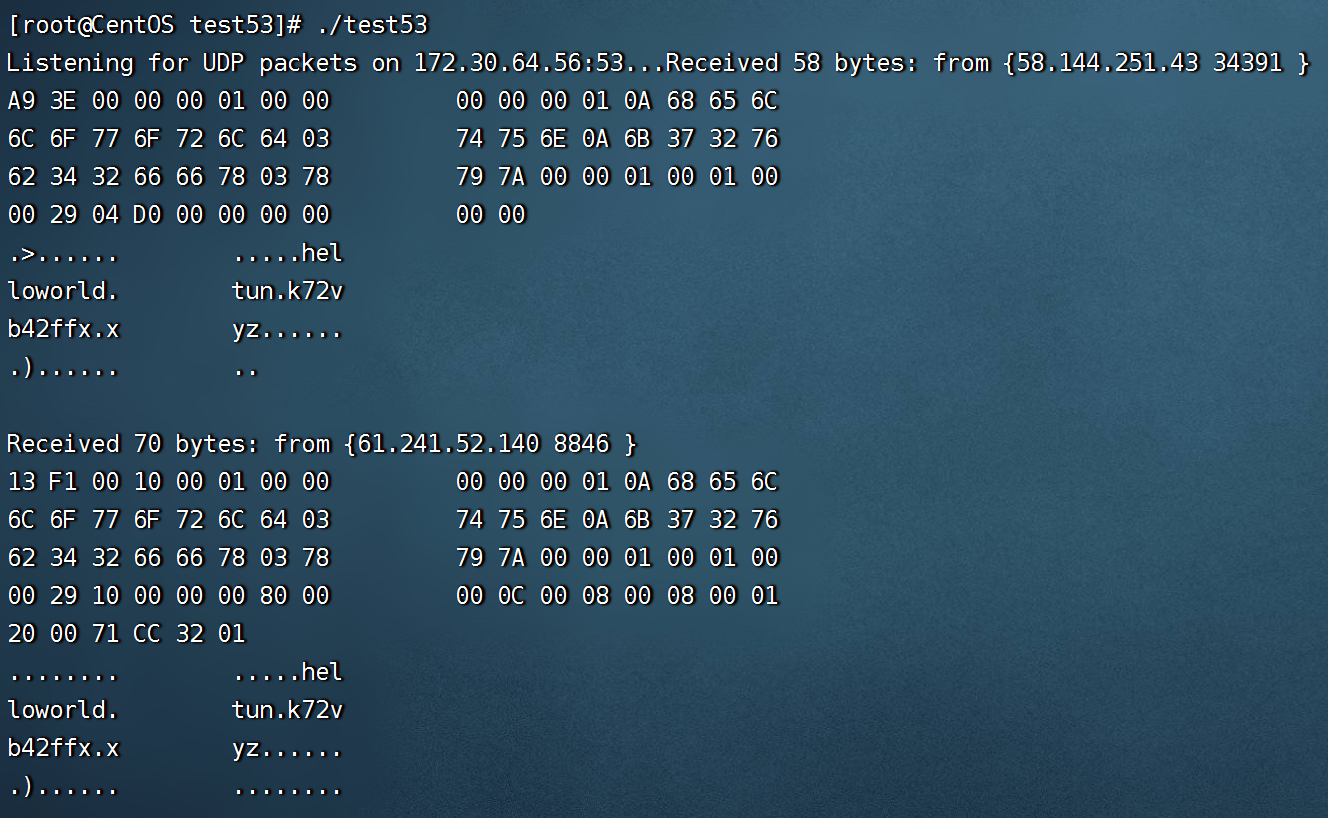 [root@CentOS test53]# ./test53
Listening for UDP packets on 172.30.64.56:53...Received 58 bytes: from {58.144.251.43 34391 }
A9 3E 00 00 00 01 00 00 00 00 00 01 0A 68 65 6C
6C 6F 77 6F 72 6C 64 03 74 75 6E 0A 6B 37 32 76
62 34 32 66 66 78 03 78 79 7A 00 00 01 00 01 00
00 29 04 D0 00 00 00 00 00 00
.>...... .....hel
loworld. tun.k72v
b42ffx.x yz......
.)...... ..
Received 70 bytes: from {61.241.52.140 8846 }
13 F1 00 10 00 01 00 00 00 00 00 01 0A 68 65 6C
6C 6F 77 6F 72 6C 64 03 74 75 6E 0A 6B 37 32 76
62 34 32 66 66 78 03 78 79 7A 00 00 01 00 01 00
00 29 10 00 00 00 80 00 00 0C 00 08 00 08 00 01
20 00 71 CC 32 01
........ .....hel
loworld. tun.k72v
b42ffx.x yz......
.)...... ........